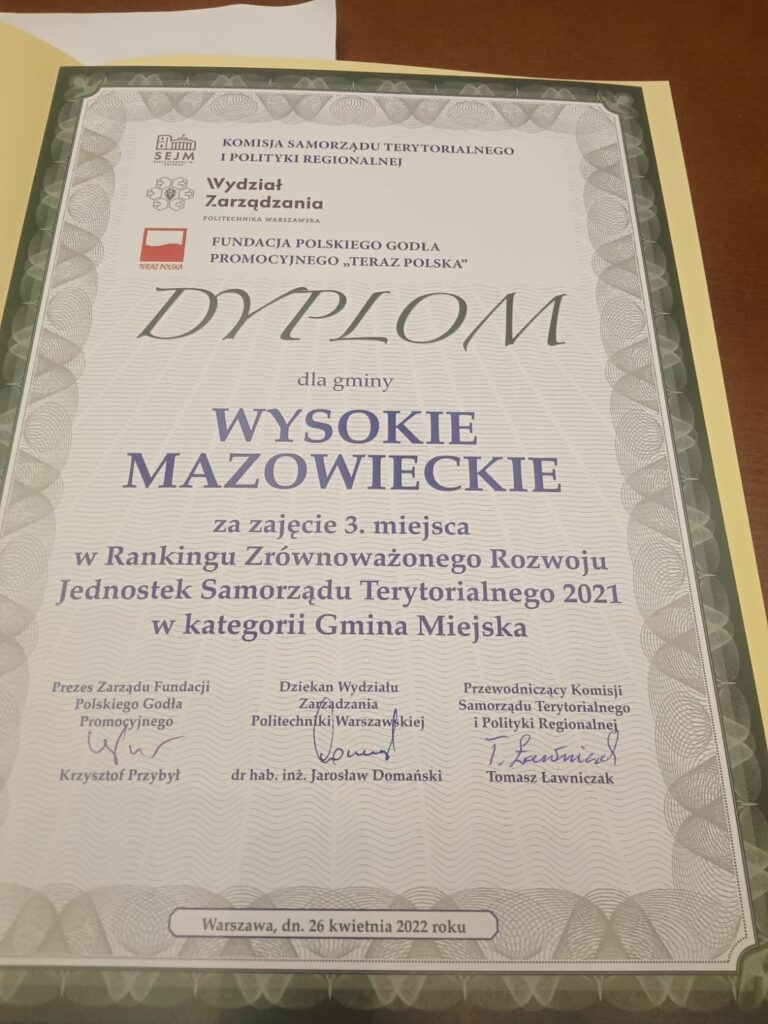 SEJM
RZECZYPOSPOLITEJ
POLSKIEJ
KOMISJA SAMORZĄDU TERYTORIALNEGO
I POLITYKI REGIONALNEJ
Wydział
Zarządzania
POLITECHNIKA WARSZAWSKA
TERAZ POLSKA
FUNDACJA POLSKIEGO GODŁA
PROMOCYJNEGO „TERAZ POLSKA”
DYPLOM
dla gminy
WYSOKIE
MAZOWIECKIE
za zajęcie 3. miejsca
w Rankingu Zrównoważonego Rozwoju
Jednostek Samorządu Terytorialnego 2021
w kategorii Gmina Miejska
Prezes Zarządu Fundacji
Polskiego Godła
Promocyjnego
Krzysztof Przybył
Dziekan Wydziału
Zarządzania
Politechniki Warszawskiej
dr hab. inż. Jarosław Domański
Przewodniczący Komisji
Samorządu Terytorialnego
i Polityki Regionalnej
T. Ławniczak
Tomasz Ławniczak
Warszawa, dn. 26 kwietnia 2022 roku